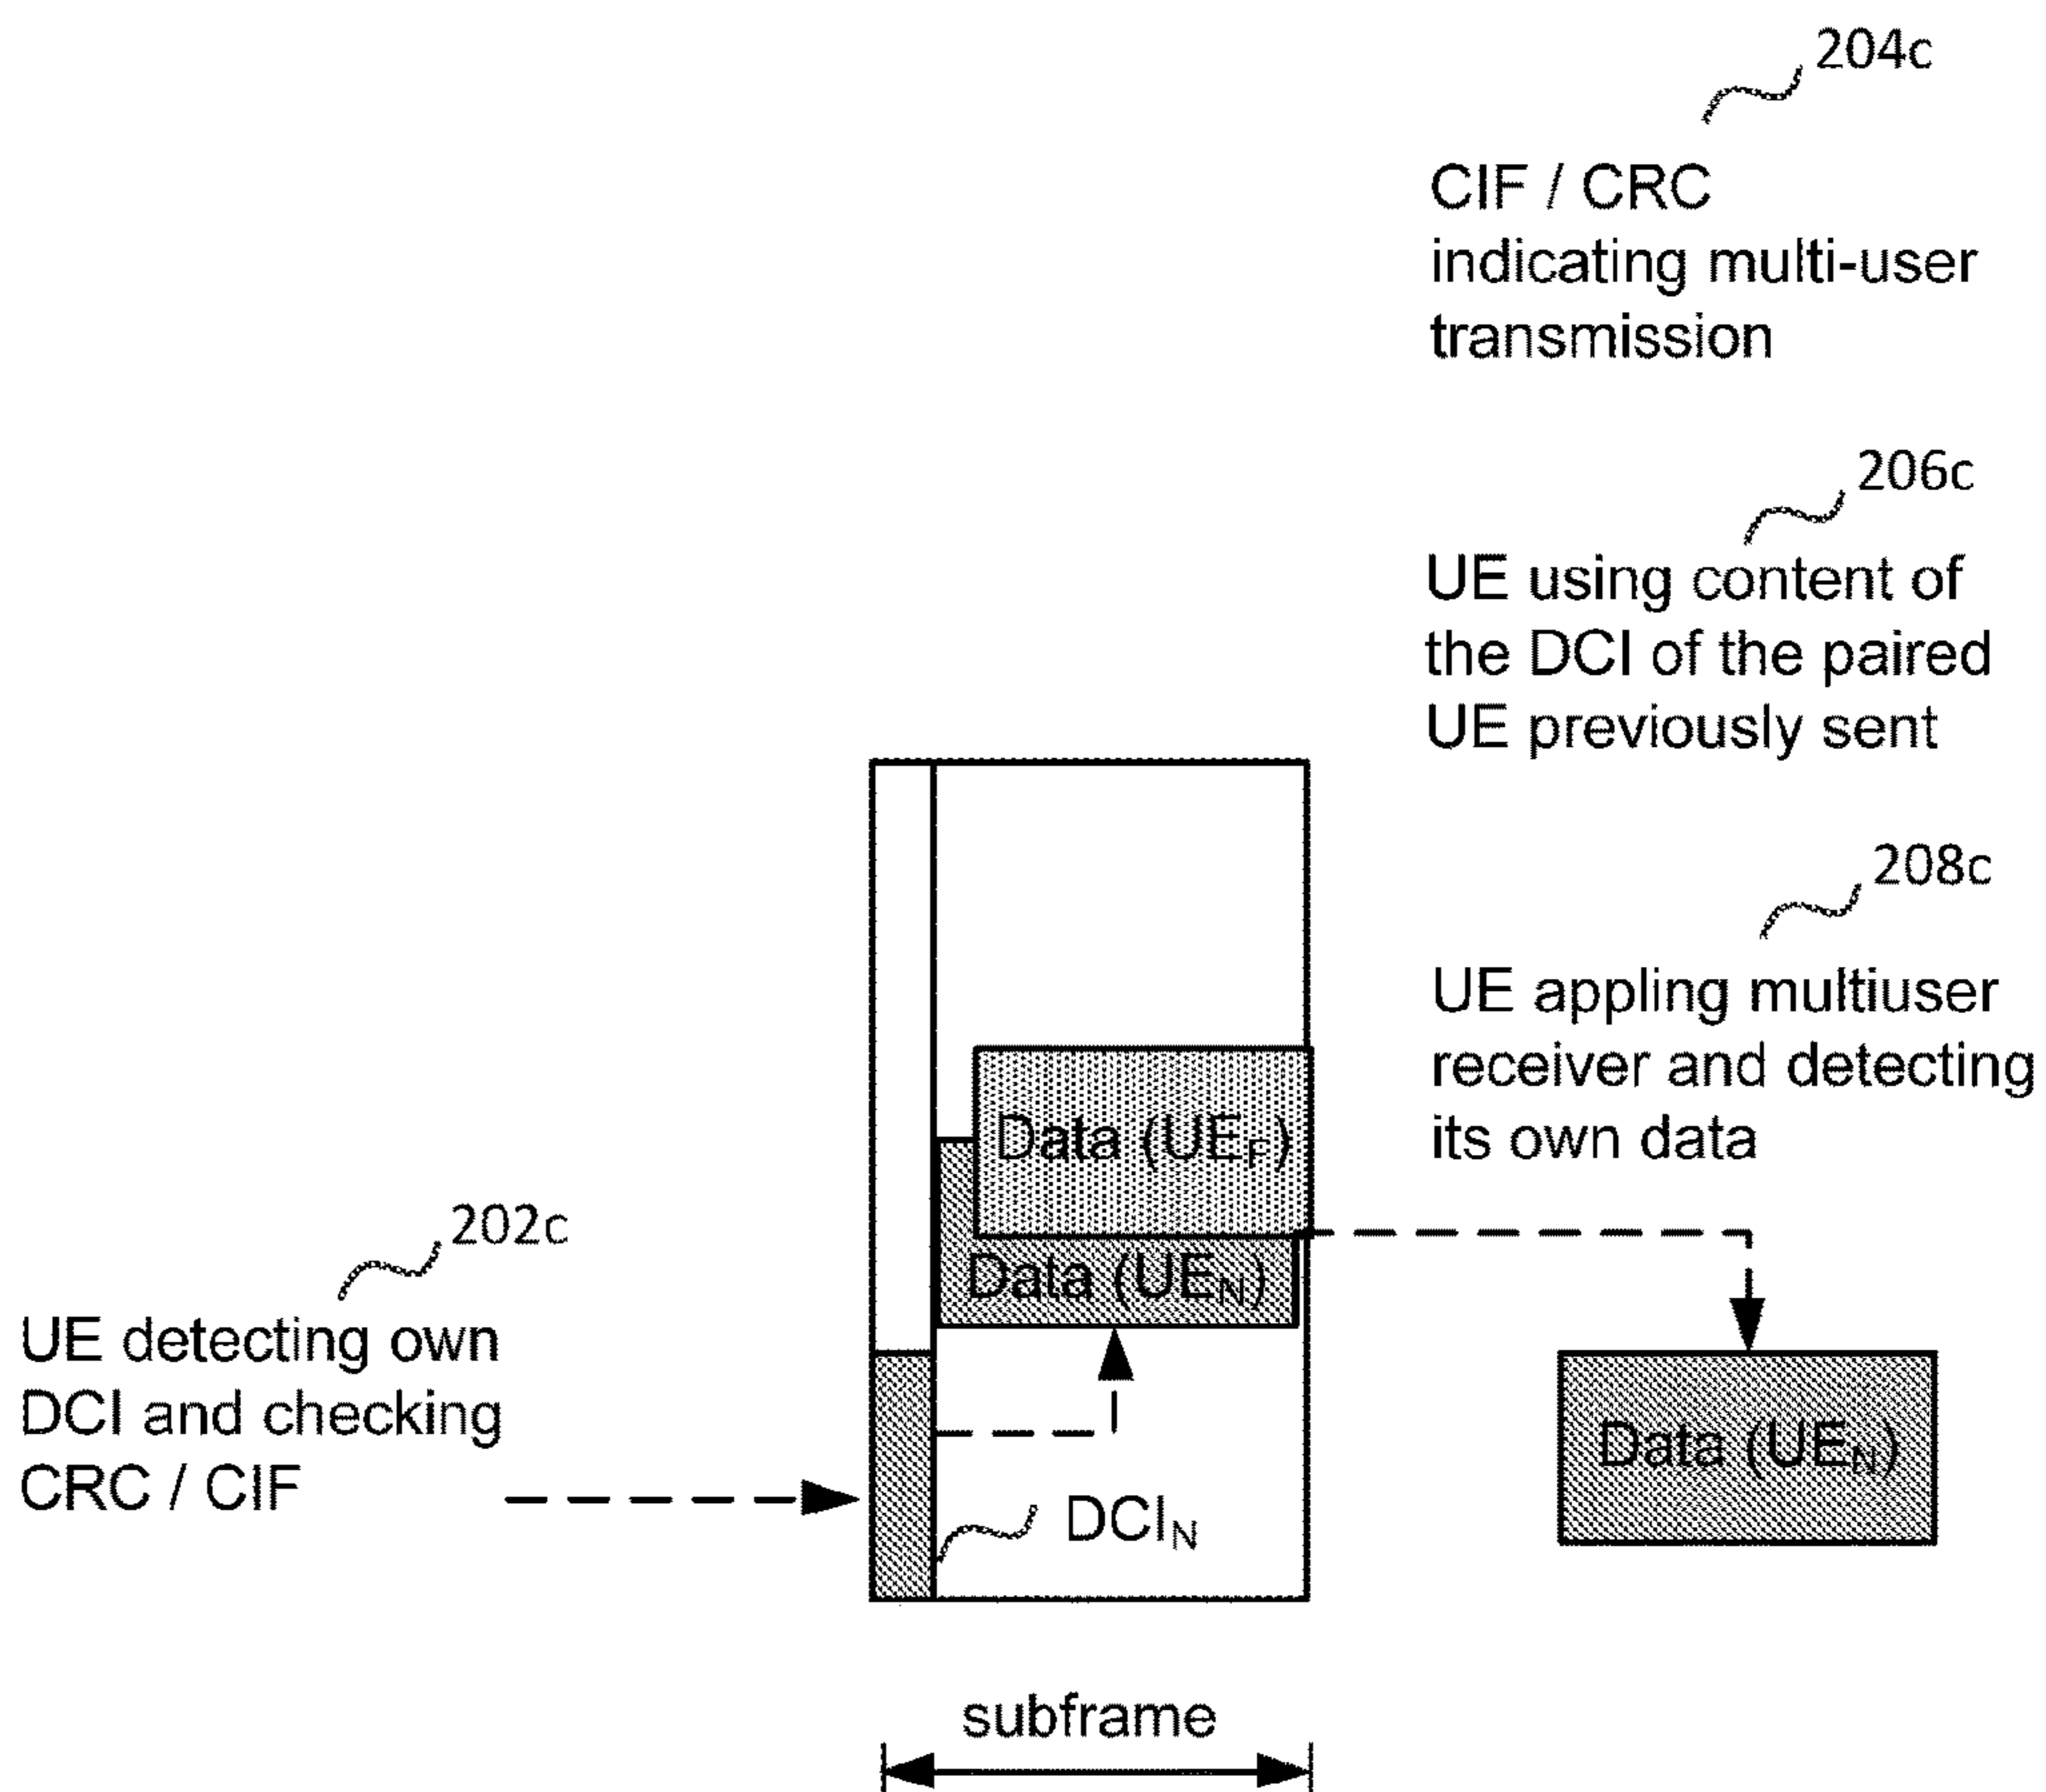 204c
CIF / CRC
indicating multi-user
transmission
206c
UE using content of
the DCI of the paired
UE previously sent
208c
UE appling multiuser
receiver and detecting
its own data
Data (UEF)
Data (UEN)
202c
UE detecting own
DCI and checking
CRC / CIF
DCIN
Data (UEN)
subframe